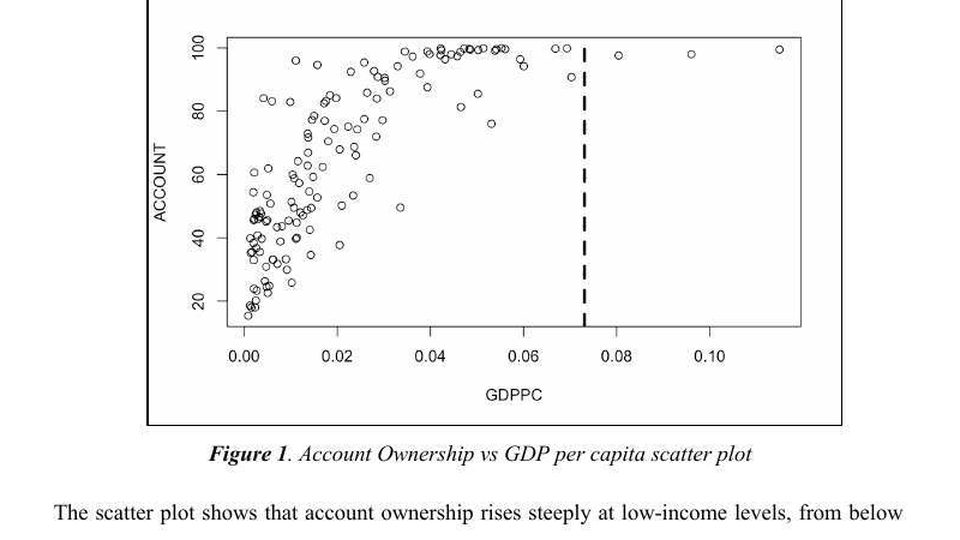 100
80
60
40
20
ACCOUNT
0.00 0.02 0.04 0.06 0.08 0.10
GDPPC
Figure 1. Account Ownership vs GDP per capita scatter plot
The scatter plot shows that account ownership rises steeply at low-income levels, from below